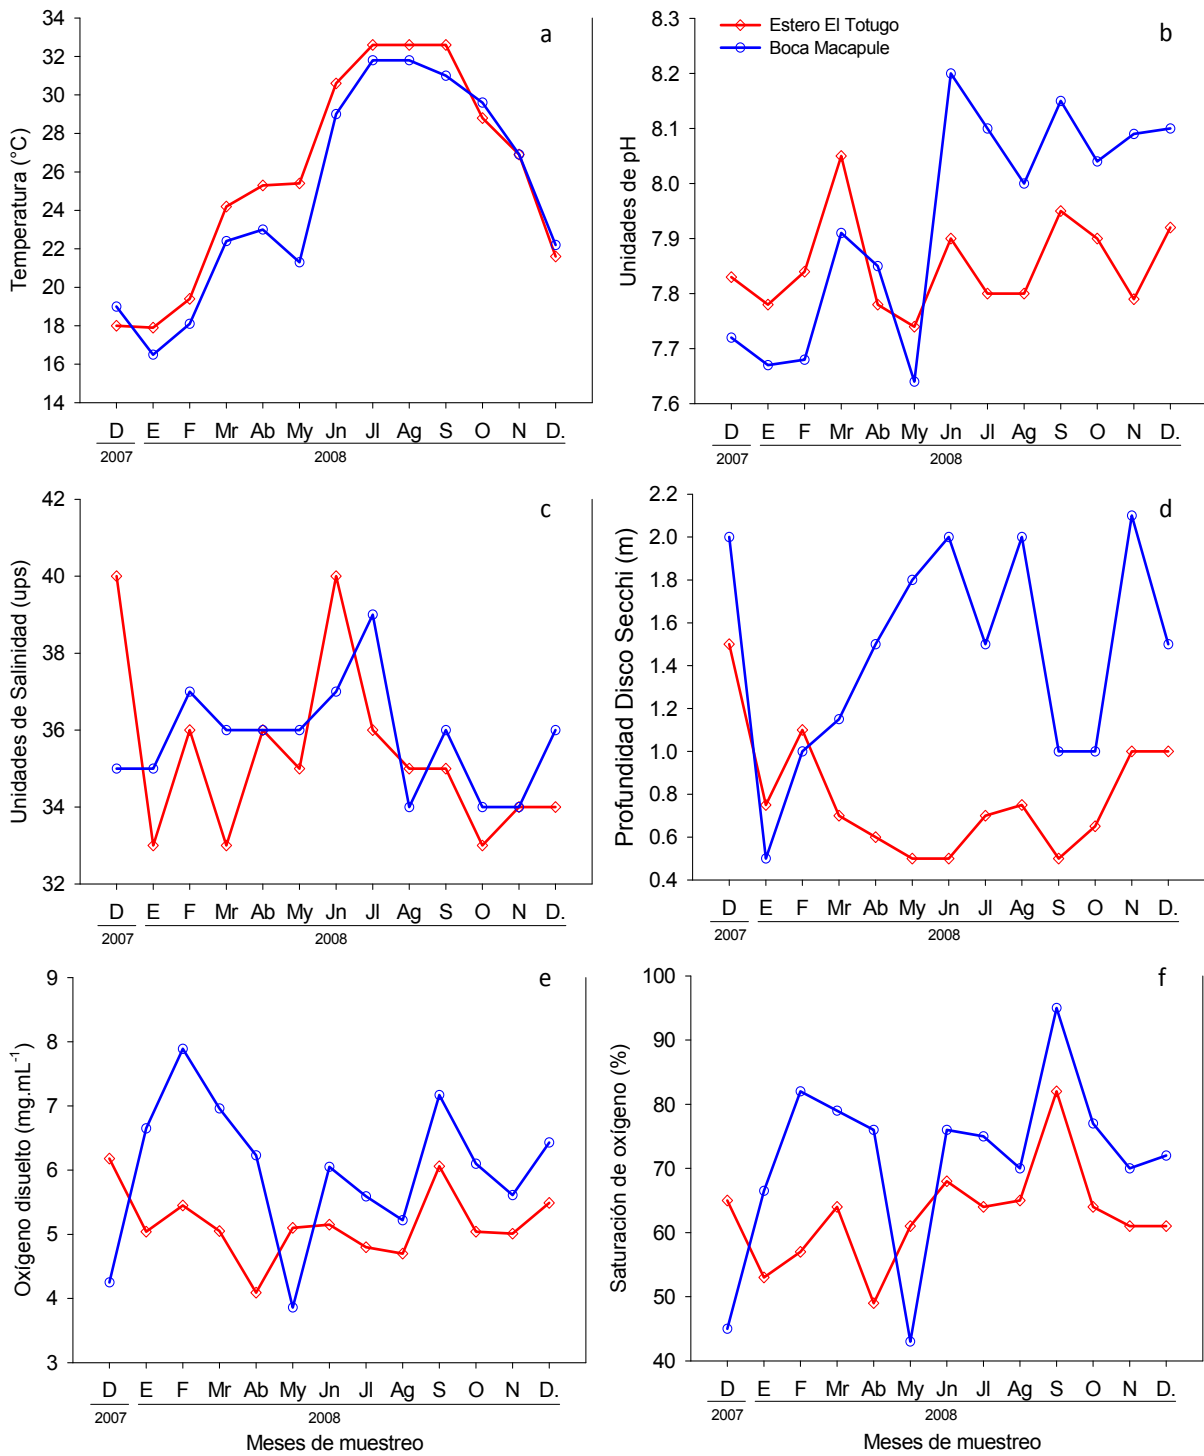 a
34
32
30
28
26
24
22
20
18
16
14
Temperatura (°C)
D E F Mr Ab My Jn Jl Ag S O N D.
2007 2008
b
Estero El Totugo
Boca Macapule
8.3
8.2
8.1
8.0
7.9
7.8
7.7
7.6
Unidades de pH
D E F Mr Ab My Jn Jl Ag S O N D.
2007 2008
c
42
40
38
36
34
32
Unidades de Salinidad (ups)
D E F Mr Ab My Jn Jl Ag S O N D.
2007 2008
d
2.2
2.0
1.8
1.6
1.4
1.2
1.0
0.8
0.6
0.4
Profundidad Disco Secchi (m)
D E F Mr Ab My Jn Jl Ag S O N D.
2007 2008
e
9
8
7
6
5
4
3
Oxígeno disuelto (mg.mL⁻¹)
D E F Mr Ab My Jn Jl Ag S O N D.
2007 2008
Meses de muestreo
f
100
90
80
70
60
50
40
Saturación de oxígeno (%)
D E F Mr Ab My Jn Jl Ag S O N D.
2007 2008
Meses de muestreo